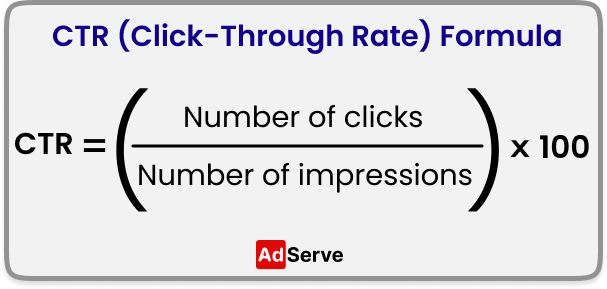 CTR (Click-Through Rate) Formula
Number of clicks
CTR = ( ) x 100
Number of impressions
AdServe